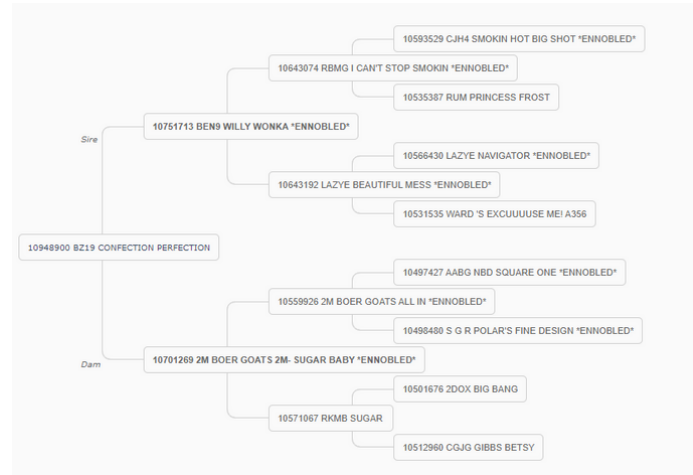 10593529 CJH4 SMOKIN HOT BIG SHOT *ENNOBLED*
10643074 RBMG I CAN'T STOP SMOKIN *ENNOBLED*
10535387 RUM PRINCESS FROST
10751713 BEN9 WILLY WONKA *ENNOBLED*
Sire
10566430 LAZYE NAVIGATOR *ENNOBLED*
10643192 LAZYE BEAUTIFUL MESS *ENNOBLED*
10531535 WARD 'S EXCUUUUSE ME! A356
10948900 BZ19 CONFECTION PERFECTION
10497427 AABG NBD SQUARE ONE *ENNOBLED*
10559926 2M BOER GOATS ALL IN *ENNOBLED*
10498480 S G R POLAR'S FINE DESIGN *ENNOBLED*
10701269 2M BOER GOATS 2M- SUGAR BABY *ENNOBLED*
Dam
10501676 2DOX BIG BANG
10571067 RKMB SUGAR
10512960 CGJG GIBBS BETSY